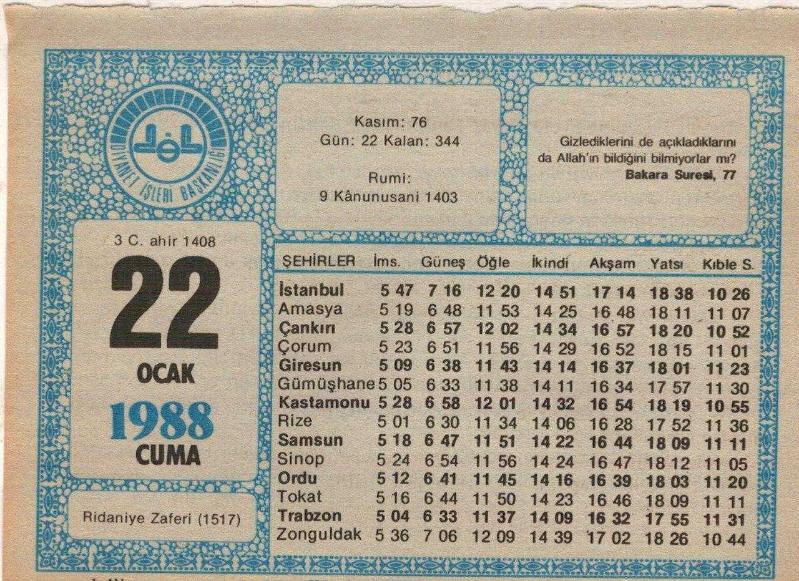 DİYANET İŞLERİ BAŞKANLIĞI
Kasım: 76
Gün: 22 Kalan: 344
Rumi:
9 Kânunusani 1403
Gizlediklerini de açıkladıklarını
da Allah'ın bildiğini bilmiyorlar mı?
Bakara Suresi, 77
3 C. ahir 1408
22
OCAK
1988
CUMA
Ridaniye Zaferi (1517)
ŞEHİRLER İms. Güneş Öğle İkindi Akşam Yatsı Kıble S.
İstanbul 5 47 7 16 12 20 14 51 17 14 18 38 10 26
Amasya 5 19 6 48 11 53 14 25 16 48 18 11 11 07
Çankırı 5 28 6 57 12 02 14 34 16 57 18 20 10 52
Çorum 5 23 6 51 11 56 14 29 16 52 18 15 11 01
Giresun 5 09 6 38 11 43 14 14 16 37 18 01 11 23
Gümüşhane 5 05 6 33 11 38 14 11 16 34 17 57 11 30
Kastamonu 5 28 6 58 12 01 14 32 16 54 18 19 10 55
Rize 5 01 6 30 11 34 14 06 16 28 17 52 11 36
Samsun 5 18 6 47 11 51 14 22 16 44 18 09 11 11
Sinop 5 24 6 54 11 56 14 24 16 47 18 12 11 05
Ordu 5 12 6 41 11 45 14 16 16 39 18 03 11 20
Tokat 5 16 6 44 11 50 14 23 16 46 18 09 11 11
Trabzon 5 04 6 33 11 37 14 09 16 32 17 55 11 31
Zonguldak 5 36 7 06 12 09 14 39 17 02 18 26 10 44